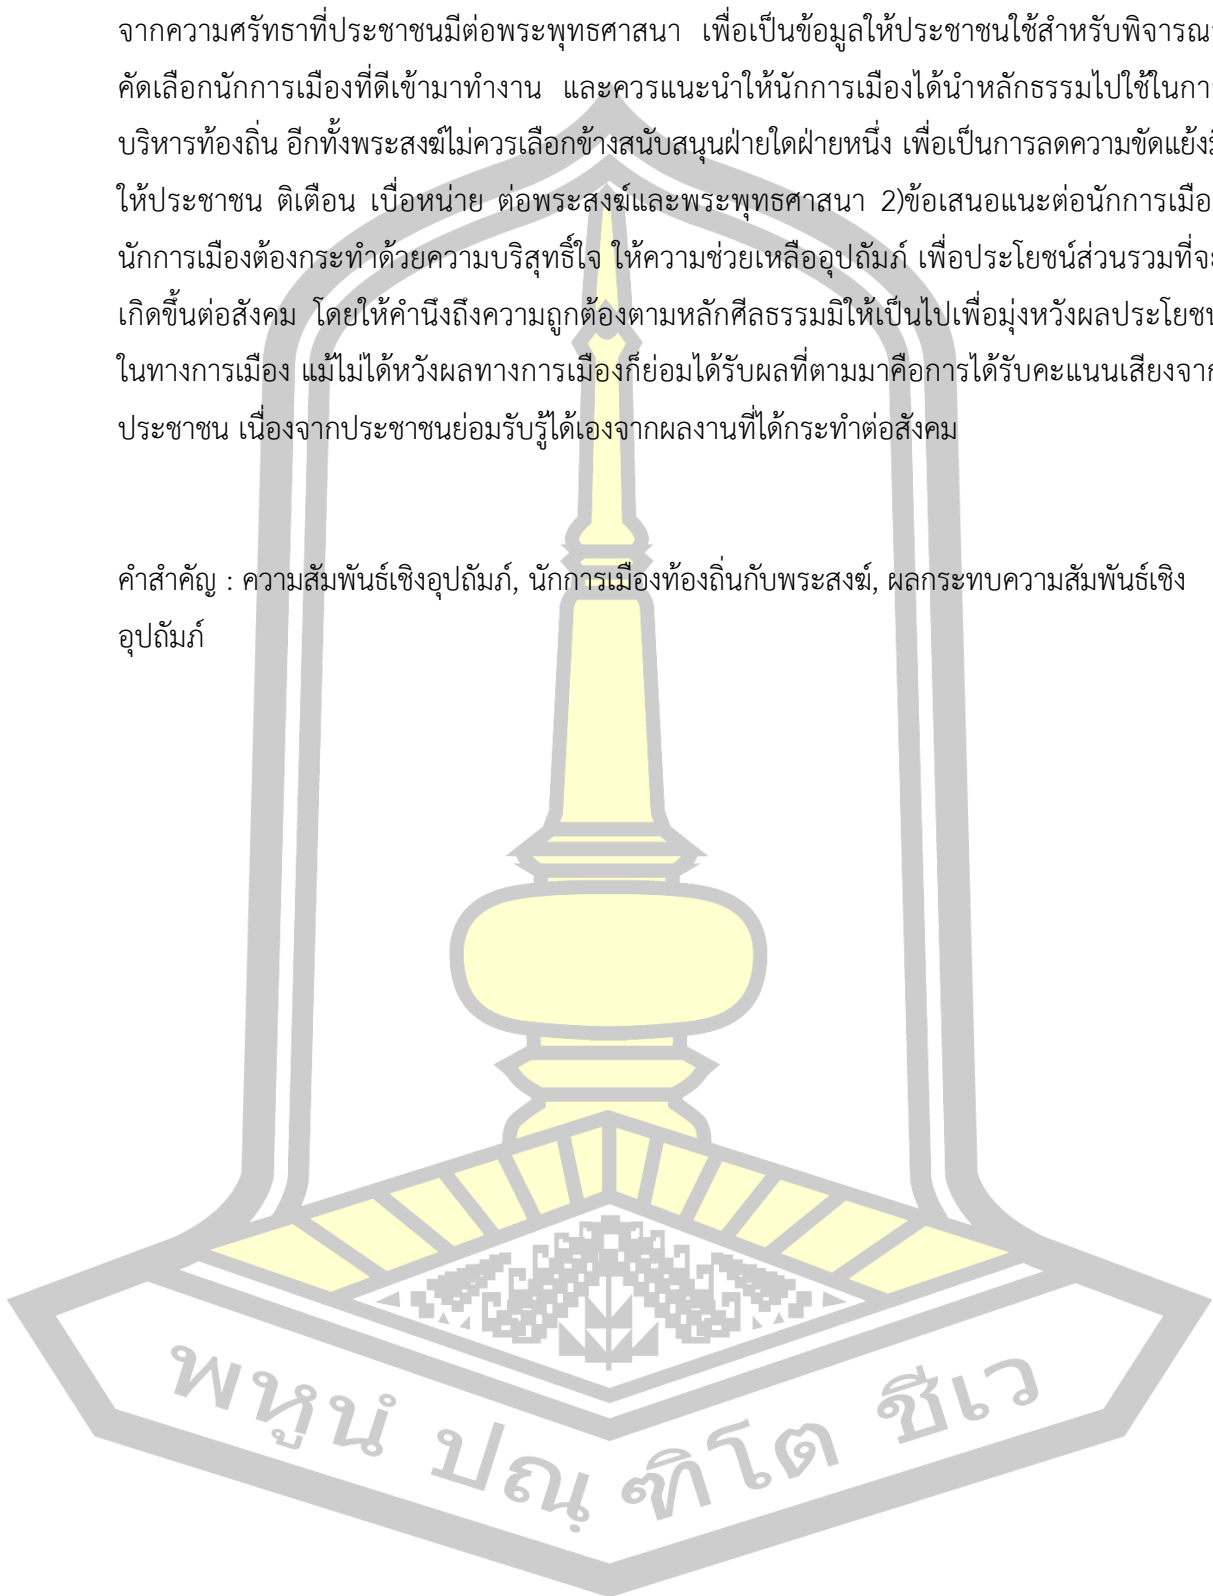 จากความศรัทธาที่ประชาชนมีต่อพระพุทธศาสนา เพื่อเป็นข้อมูลให้ประชาชนใช้สำหรับพิจารณา
คัดเลือกนักการเมืองที่ดีเข้ามาทำงาน และควรแนะนำให้นักการเมืองได้นำหลักธรรมไปใช้ในกา
บริหารท้องถิ่น อีกทั้งพระสงฆ์ไม่ควรเลือกข้างสนับสนุนฝ่ายใดฝ่ายหนึ่ง เพื่อเป็นการลดความขัดแย้งมิ
ให้ประชาชน ติเตือน เบื่อหน่าย ต่อพระสงฆ์และพระพุทธศาสนา 2)ข้อเสนอแนะต่อนักการเมือ
นักการเมืองต้องกระทำด้วยความบริสุทธิ์ใจ ให้ความช่วยเหลืออุปถัมภ์ เพื่อประโยชน์ส่วนรวมที่จะ
เกิดขึ้นต่อสังคม โดยให้คำนึงถึงความถูกต้องตามหลักศีลธรรมมิให้เป็นไปเพื่อมุ่งหวังผลประโยชน
ในทางการเมือง แม้ไม่ได้หวังผลทางการเมืองก็ย่อมได้รับผลที่ตามมาคือการได้รับคะแนนเสียงจาก
ประชาชน เนื่องจากประชาชนย่อมรับรู้ได้เองจากผลงานที่ได้กระทำต่อสังคม
คำสำคัญ : ความสัมพันธ์เชิงอุปถัมภ์, นักการเมืองท้องถิ่นกับพระสงฆ์, ผลกระทบความสัมพันธ์เชิง
อุปถัมภ์
พหูนํ ปณฺฑิโต ชีเว